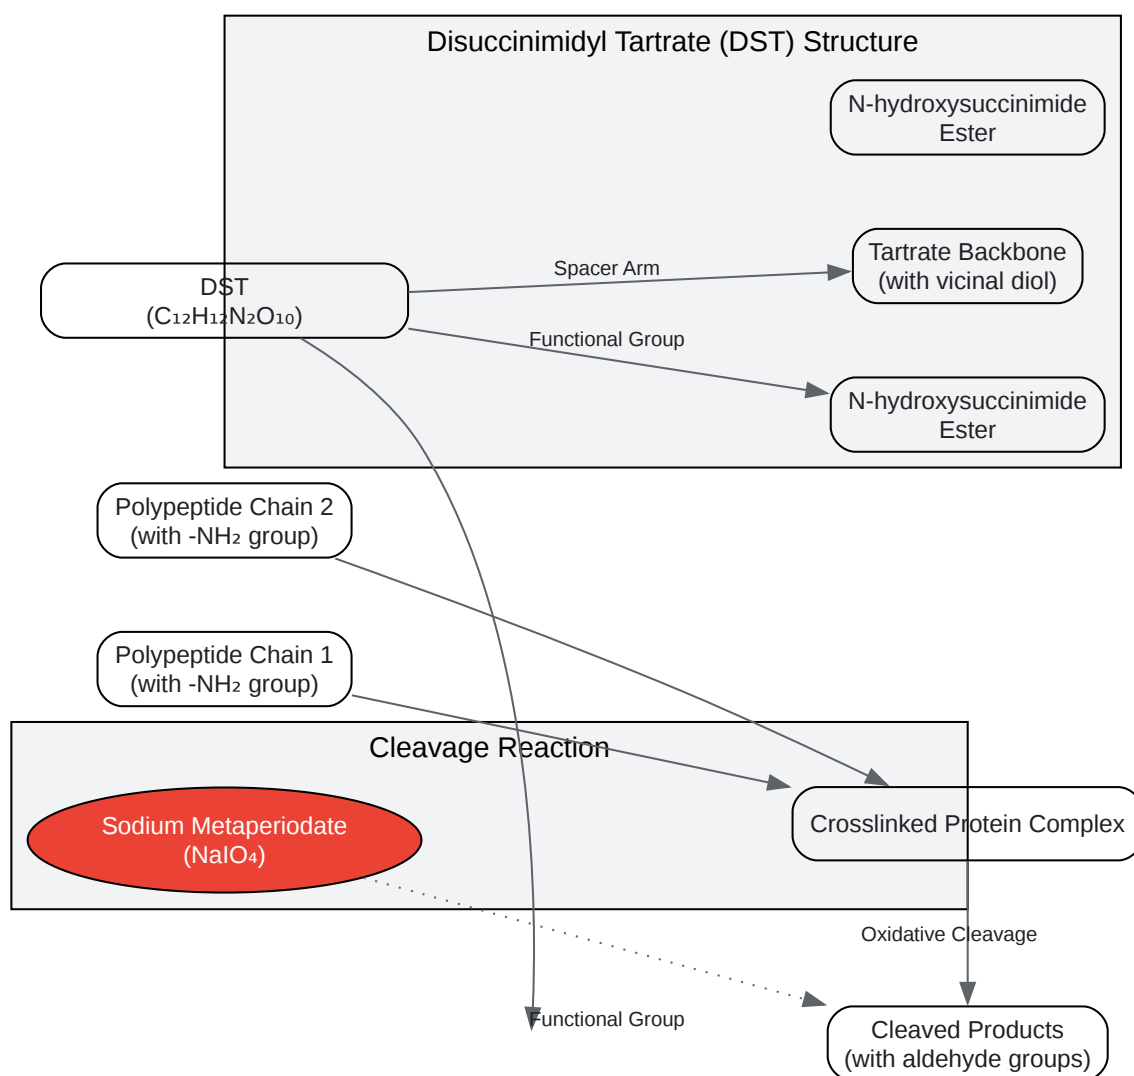 Disuccinimidyl Tartrate (DST) Structure
N-hydroxysuccinimide
Ester
Tartrate Backbone
(with vicinal diol)
Spacer Arm
DST
(C₁₂H₁₂N₂O₁₀)
Functional Group
N-hydroxysuccinimide
Ester
Polypeptide Chain 2
(with -NH₂ group)
Polypeptide Chain 1
(with -NH₂ group)
Cleavage Reaction
Sodium Metaperiodate
(NaIO₄)
Crosslinked Protein Complex
Oxidative Cleavage
Functional Group
Cleaved Products
(with aldehyde groups)